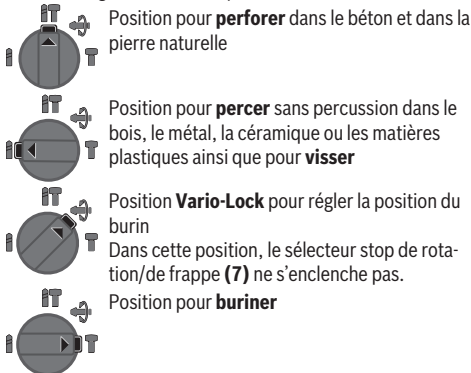 Position pour perforer dans le béton et dans la
pierre naturelle
Position pour percer sans percussion dans le
bois, le métal, la céramique ou les matières
plastiques ainsi que pour visser
Position Vario-Lock pour régler la position du
burin
Dans cette position, le sélecteur stop de rota-
tion/de frappe (7) ne s'enclenche pas.
Position pour buriner